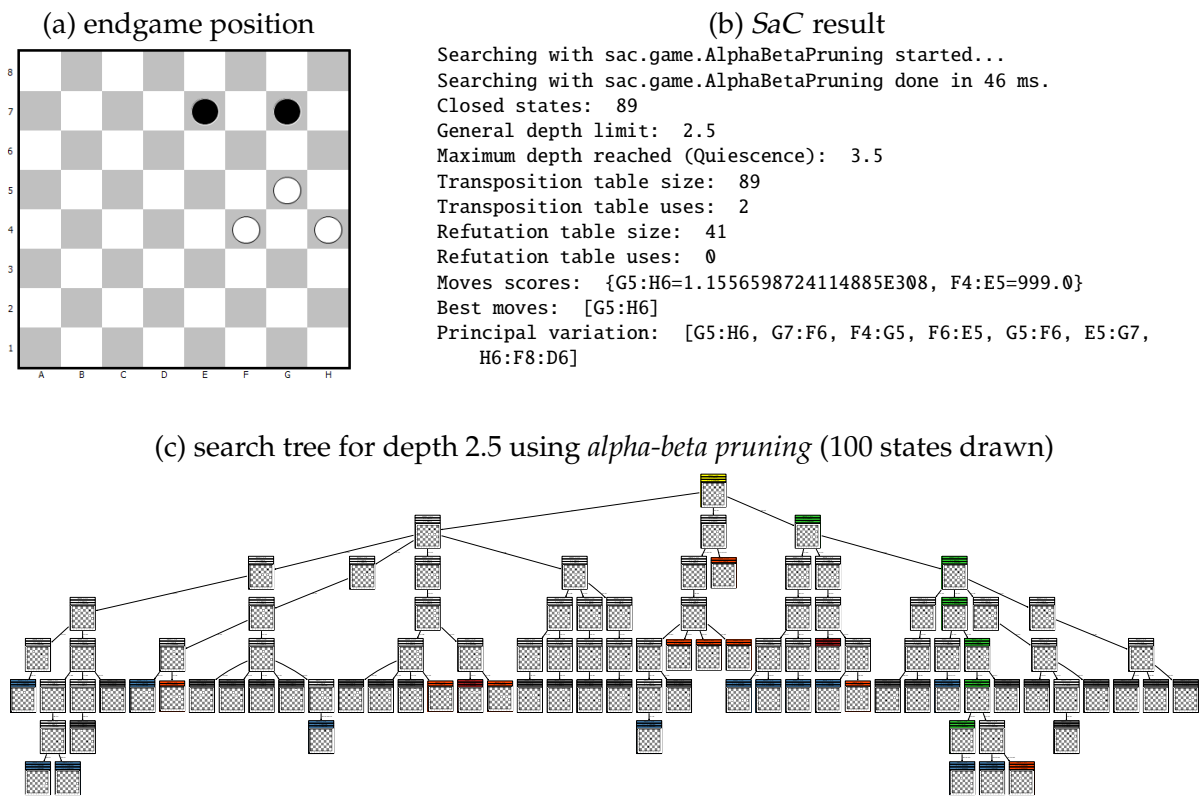 (a) endgame position
(b) SaC result
8
7
6
5
4
3
2
1
A B C D E F G H
Searching with sac.game.AlphaBetaPruning started...
Searching with sac.game.AlphaBetaPruning done in 46 ms.
Closed states: 89
General depth limit: 2.5
Maximum depth reached (Quiescence): 3.5
Transposition table size: 89
Transposition table uses: 2
Refutation table size: 41
Refutation table uses: 0
Moves scores: {G5:H6=1.1556598724114885E308, F4:E5=999.0}
Best moves: [G5:H6]
Principal variation: [G5:H6, G7:F6, F4:G5, F6:E5, G5:F6, E5:G7,
H6:F8:D6]
(c) search tree for depth 2.5 using alpha-beta pruning (100 states drawn)